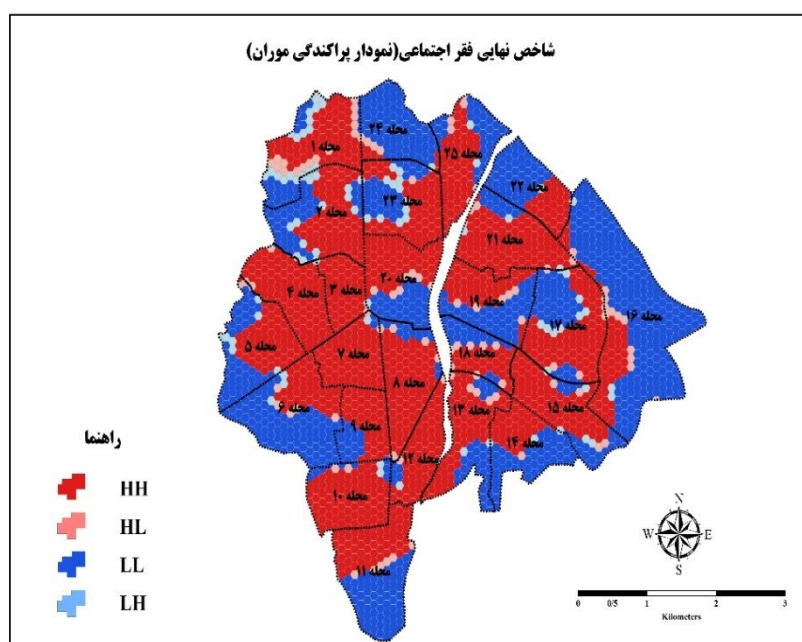 شاخص نهایی فقر اجتماعی(نمودار پراکندگی موران)
محله ۲۴
محله ۱
محله ۲۵
محله ۲۲
محله ۲۳
محله ۲
محله ۲۱
محله ۲۰
محله ۳
محله ۴
محله ۱۹
محله ۱۷
محله ۱۶
محله ۵
محله ۷
محله ۱۸
محله ۸
محله ۱۵
محله ۶
محله ۱۳
محله ۹
محله ۱۴
محله ۱۲
محله ۱۰
محله ۱۱
راهنما
HH
HL
LL
LH
N
W E
S
0 0/5 1 2 3
Kilometers